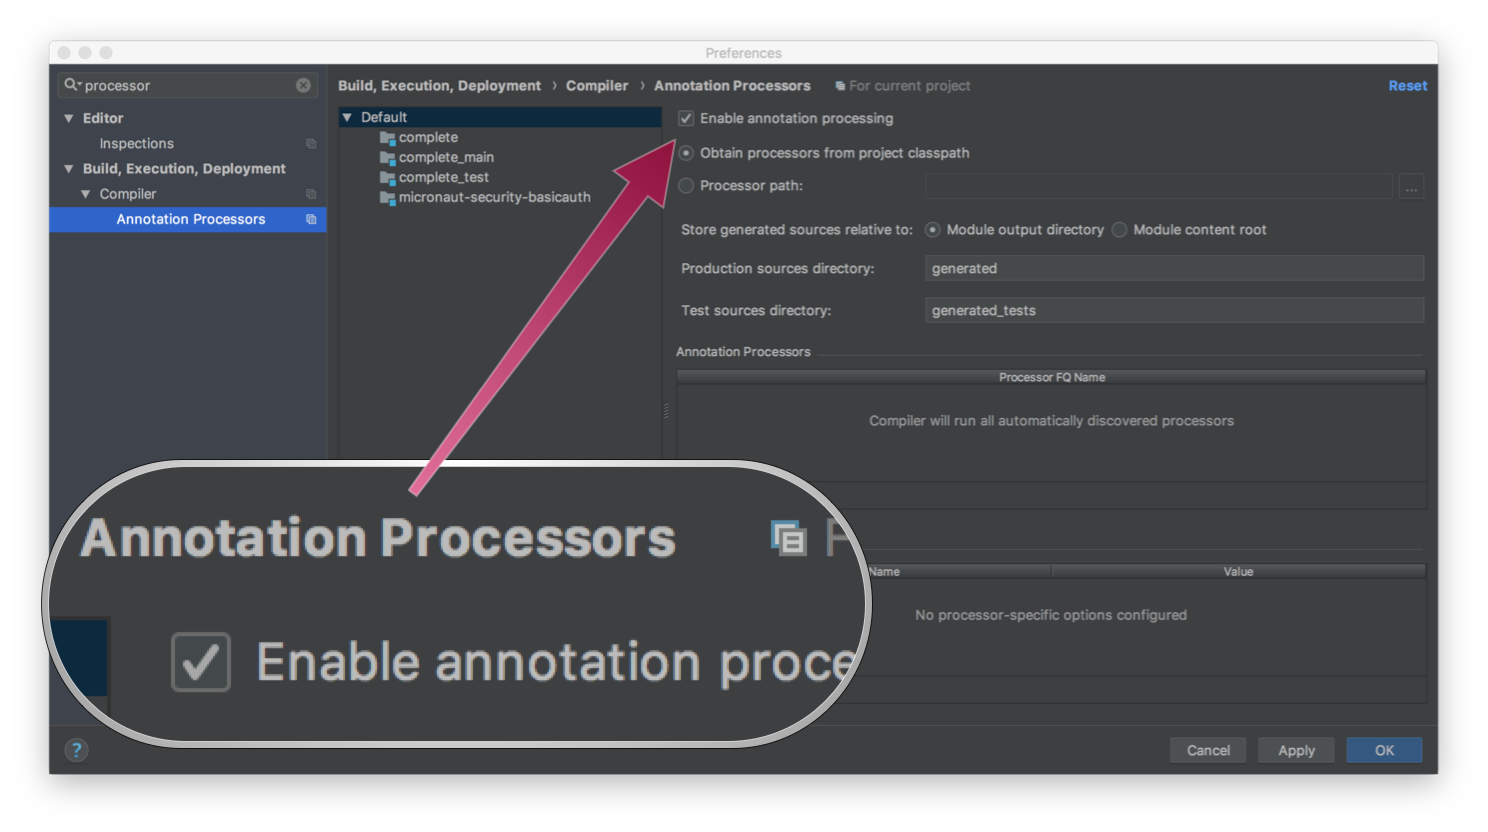 Preferences
processor
Build, Execution, Deployment › Compiler › Annotation Processors For current project Reset
Editor
Inspections
Build, Execution, Deployment
Compiler
Annotation Processors
Default
complete
complete_main
complete_test
micronaut-security-basicauth
Enable annotation processing
Obtain processors from project classpath
Processor path:
...
Store generated sources relative to: Module output directory Module content root
Production sources directory: generated
Test sources directory: generated_tests
Annotation Processors
Processor FQ Name
Compiler will run all automatically discovered processors
Name Value
No processor-specific options configured
Annotation Processors F
Enable annotation proce
? Cancel Apply OK